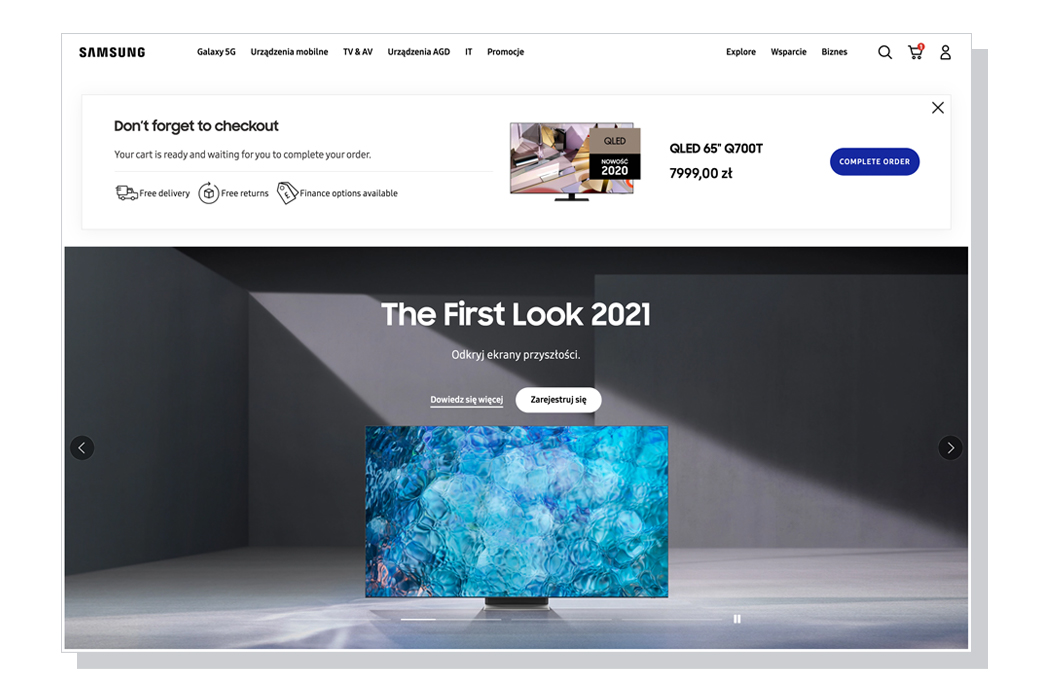 SAMSUNG
Galaxy 5G Urządzenia mobilne TV & AV Urządzenia AGD IT Promocje
Explore Wsparcie Biznes
1
Don't forget to checkout
Your cart is ready and waiting for you to complete your order.
Free delivery Free returns £ Finance options available
QLED
NOWOŚĆ
2020
QLED 65" Q700T
7999,00 zł
COMPLETE ORDER
The First Look 2021
Odkryj ekrany przyszłości.
Dowiedz się więcej Zarejestruj się